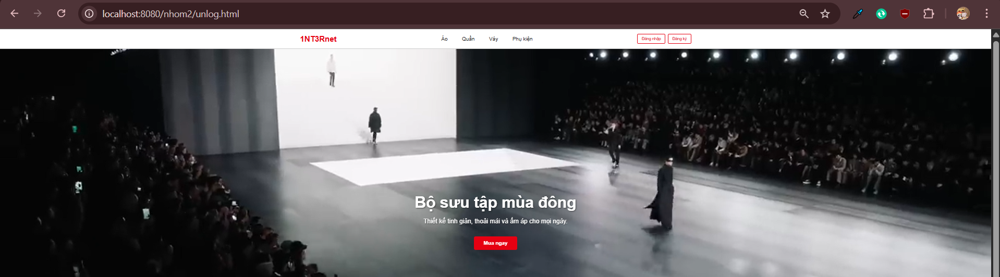 localhost:8080/nhom2/unlog.html
1NT3Rnet Áo Quần Váy Phụ kiện Đăng nhập Đăng ký
Bộ sưu tập mùa đông
Thiết kế tinh giản, thoải mái và ấm áp cho mọi ngày.
Mua ngay